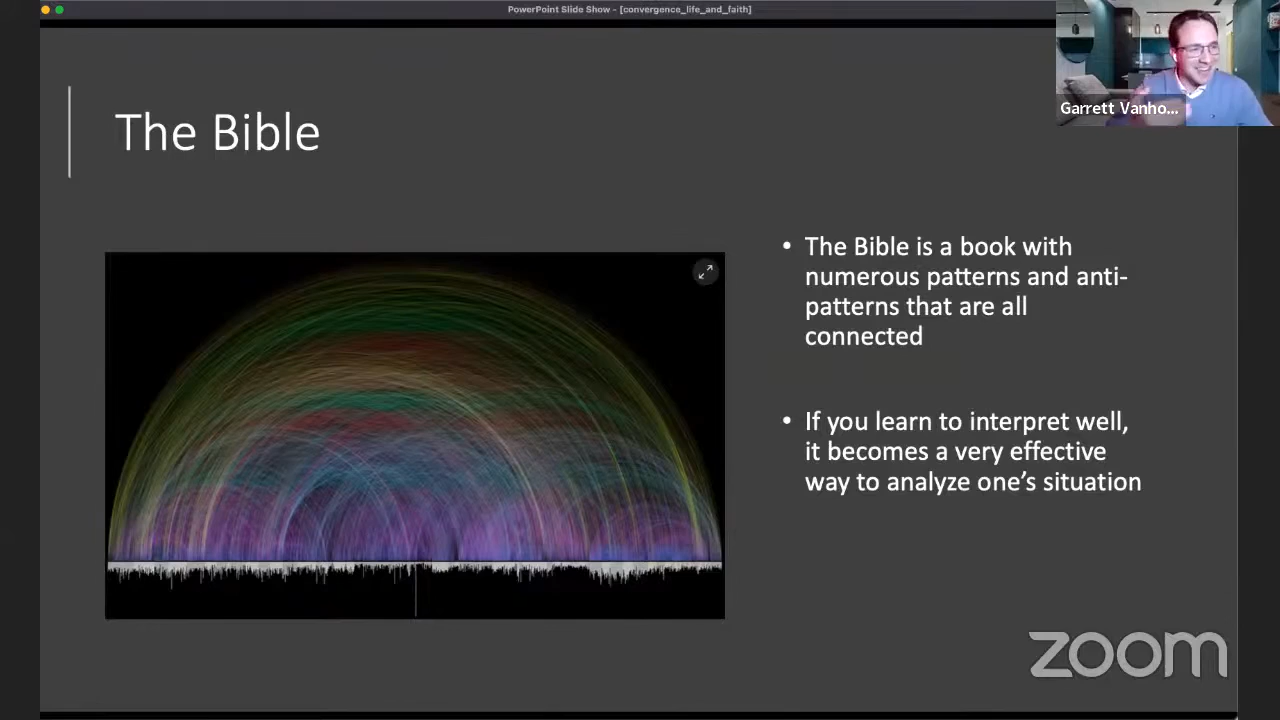 PowerPoint Slide Show - [convergence_life_and_faith]
Garrett Vanho...
The Bible
• The Bible is a book with
numerous patterns and anti-
patterns that are all
connected
• If you learn to interpret well,
it becomes a very effective
way to analyze one’s situation
zoom